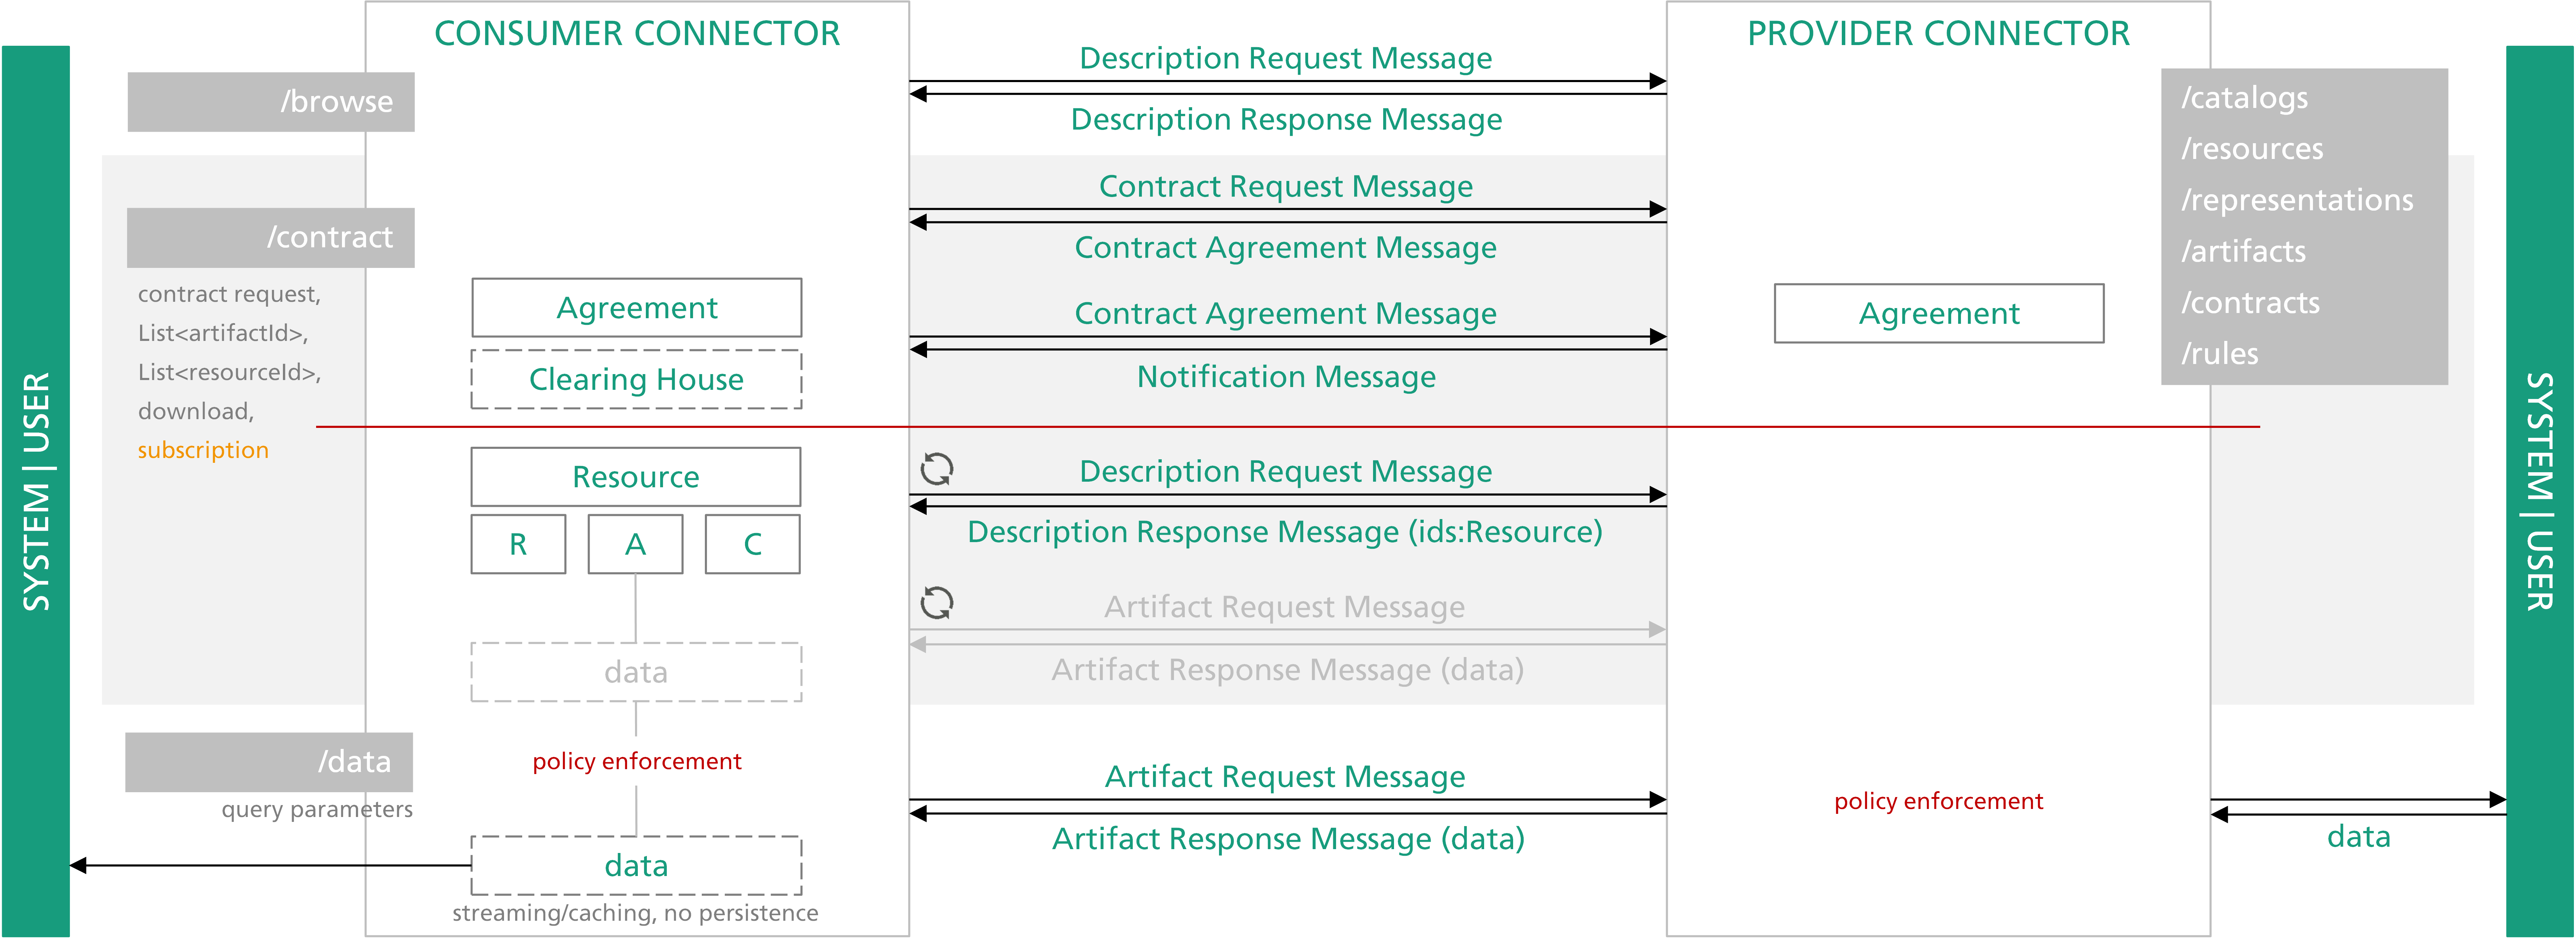 SYSTEM | USER
CONSUMER CONNECTOR
/browse
/contract
contract request,
List<artifactId>,
List<resourceId>,
download,
subscription
Agreement
Clearing House
Resource
R
A
C
data
/data
query parameters
policy enforcement
data
streaming/caching, no persistence
Description Request Message
Description Response Message
Contract Request Message
Contract Agreement Message
Contract Agreement Message
Notification Message
Description Request Message
Description Response Message (ids:Resource)
Artifact Request Message
Artifact Response Message (data)
Artifact Request Message
Artifact Response Message (data)
PROVIDER CONNECTOR
Agreement
policy enforcement
/catalogs
/resources
/representations
/artifacts
/contracts
/rules
data
SYSTEM | USER